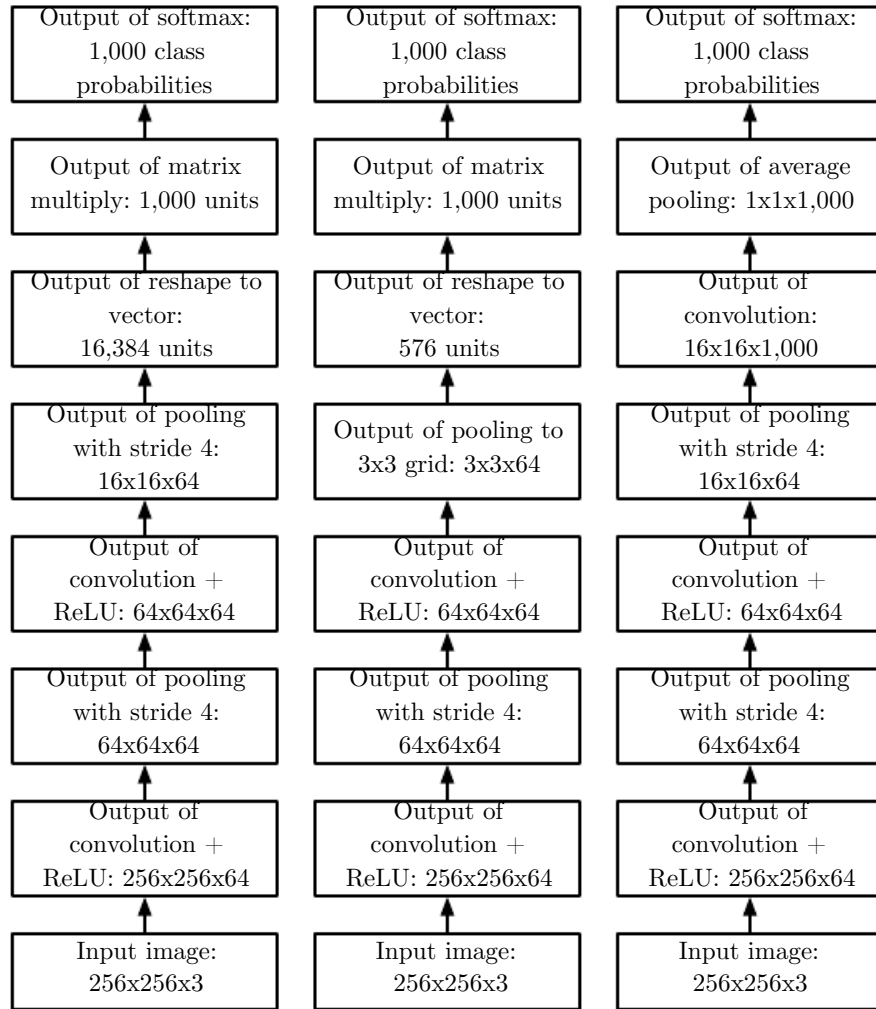 Output of softmax:
1,000 class
probabilities
Output of matrix
multiply: 1,000 units
Output of reshape to
vector:
16,384 units
Output of pooling
with stride 4:
16x16x64
Output of
convolution +
ReLU: 64x64x64
Output of pooling
with stride 4:
64x64x64
Output of
convolution +
ReLU: 256x256x64
Input image:
256x256x3
Output of softmax:
1,000 class
probabilities
Output of matrix
multiply: 1,000 units
Output of reshape to
vector:
576 units
Output of pooling to
3x3 grid: 3x3x64
Output of
convolution +
ReLU: 64x64x64
Output of pooling
with stride 4:
64x64x64
Output of
convolution +
ReLU: 256x256x64
Input image:
256x256x3
Output of softmax:
1,000 class
probabilities
Output of average
pooling: 1x1x1,000
Output of
convolution:
16x16x1,000
Output of pooling
with stride 4:
16x16x64
Output of
convolution +
ReLU: 64x64x64
Output of pooling
with stride 4:
64x64x64
Output of
convolution +
ReLU: 256x256x64
Input image:
256x256x3